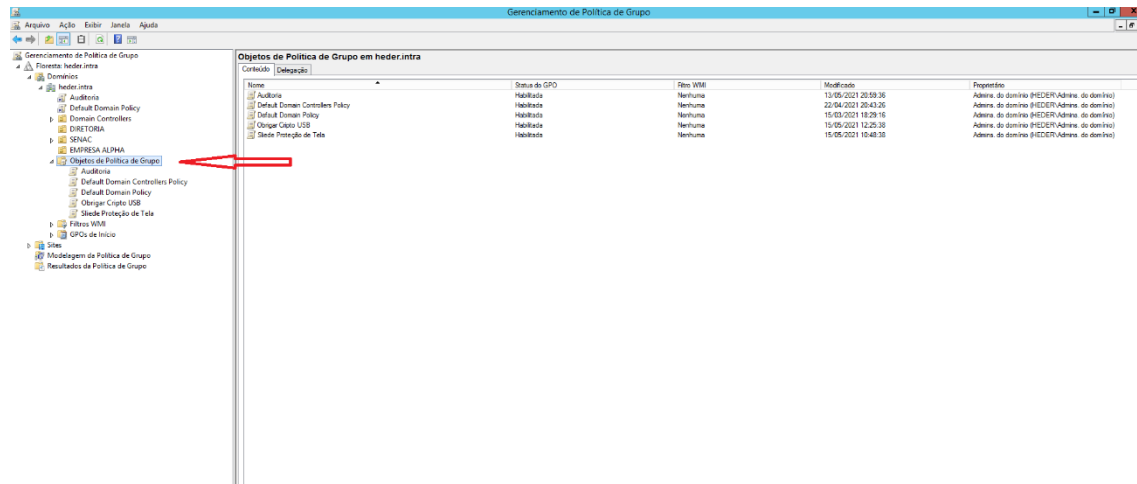 Gerenciamento de Política de Grupo
Arquivo Ação Exibir Janela Ajuda
Gerenciamento de Política de Grupo
Floresta: heder.intra
Domínios
heder.intra
Auditoria
Default Domain Policy
Domain Controllers
DIRETORIA
SENAC
EMPRESA ALPHA
Objetos de Política de Grupo
Auditoria
Default Domain Controllers Policy
Default Domain Policy
Obrigar Cripto USB
Sliede Proteção de Tela
Filtros WMI
GPOs de Início
Sites
Modelagem da Política de Grupo
Resultados da Política de Grupo
Objetos de Política de Grupo em heder.intra
Conteúdo Delegação
Nome Status do GPO Filtro WMI Modificado Proprietário
Auditoria Habilitada Nenhuma 13/05/2021 20:59:36 Admins. do domínio (HEDER\Admins. do domínio)
Default Domain Controllers Policy Habilitada Nenhuma 22/04/2021 20:43:26 Admins. do domínio (HEDER\Admins. do domínio)
Default Domain Policy Habilitada Nenhuma 15/03/2021 18:29:16 Admins. do domínio (HEDER\Admins. do domínio)
Obrigar Cripto USB Habilitada Nenhuma 15/05/2021 12:25:38 Admins. do domínio (HEDER\Admins. do domínio)
Sliede Proteção de Tela Habilitada Nenhuma 15/05/2021 10:48:38 Admins. do domínio (HEDER\Admins. do domínio)